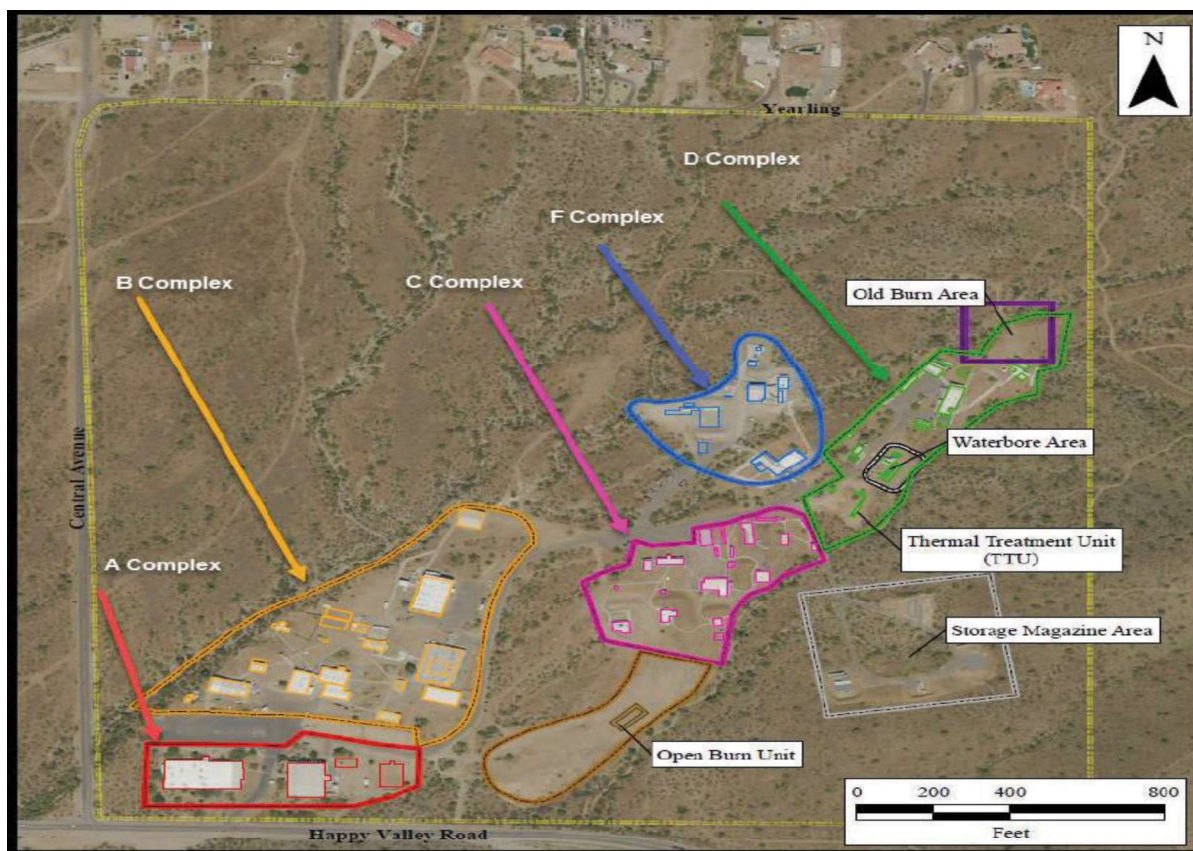 N
Yearling
D Complex
F Complex
B Complex
C Complex
Old Burn Area
Central Avenue
Waterbore Area
Thermal Treatment Unit
(TTU)
A Complex
Storage Magazine Area
Open Burn Unit
0 200 400 800
Feet
Happy Valley Road